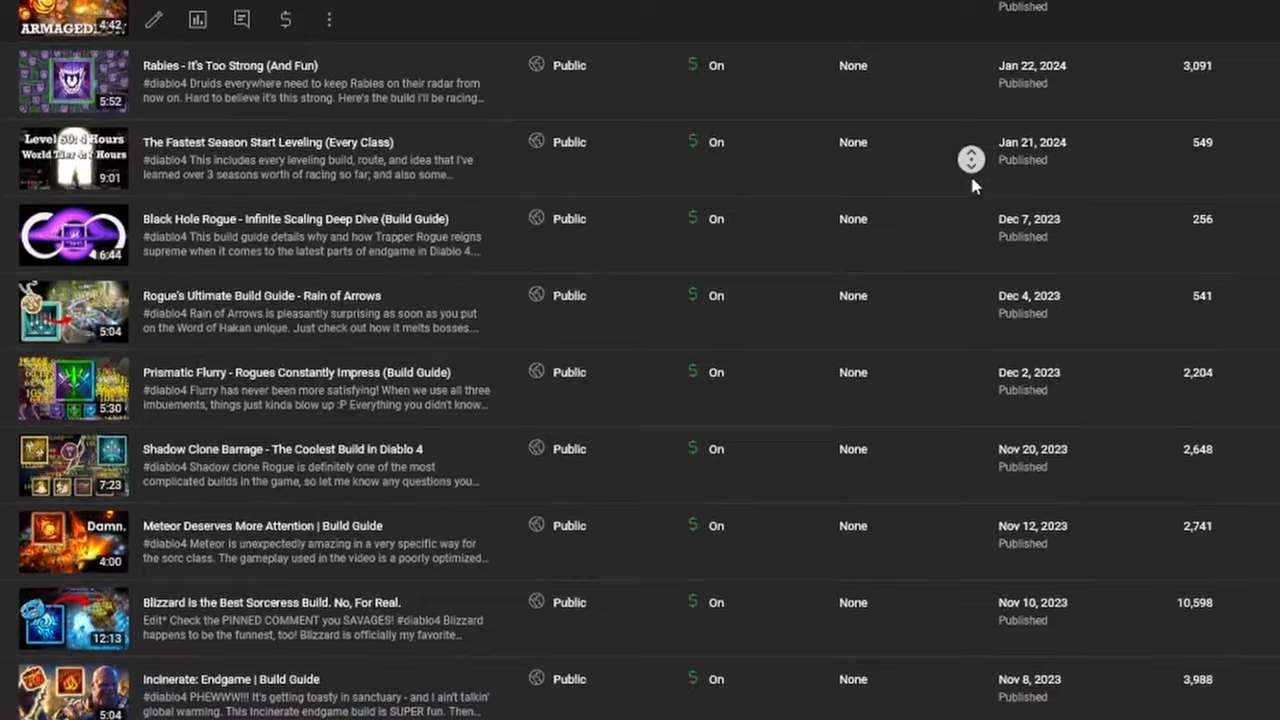 Published
ARMAGED
4:42
Rabies - It's Too Strong (And Fun)
#diablo4 Druids everywhere need to keep Rabies on their radar from
now on. Hard to believe it's this strong. Here's the build I'll be racing...
5:52
Public
On
None
Jan 22, 2024
Published
3,091
Level 50: 4 Hours
World Tier 4: 7 Hours
9:01
The Fastest Season Start Leveling (Every Class)
#diablo4 This includes every leveling build, route, and idea that I've
learned over 3 seasons worth of racing so far; and also some...
Public
On
None
Jan 21, 2024
Published
549
6:44
Black Hole Rogue - Infinite Scaling Deep Dive (Build Guide)
#diablo4 This build guide details why and how Trapper Rogue reigns
supreme when it comes to the latest parts of endgame in Diablo 4....
Public
On
None
Dec 7, 2023
Published
256
5:04
Rogue's Ultimate Build Guide - Rain of Arrows
#diablo4 Rain of Arrows is pleasantly surprising as soon as you put
on the Word of Hakan unique. Just check out how it melts bosses...
Public
On
None
Dec 4, 2023
Published
541
5:30
Prismatic Flurry - Rogues Constantly Impress (Build Guide)
#diablo4 Flurry has never been more satisfying! When we use all three
imbuements, things just kinda blow up :P Everything you didn't know...
Public
On
None
Dec 2, 2023
Published
2,204
7:23
Shadow Clone Barrage - The Coolest Build in Diablo 4
#diablo4 Shadow clone Rogue is definitely one of the most
complicated builds in the game, so let me know any questions you...
Public
On
None
Nov 20, 2023
Published
2,648
Damn.
4:00
Meteor Deserves More Attention | Build Guide
#diablo4 Meteor is unexpectedly amazing in a very specific way for
the sorc class. The gameplay used in the video is a poorly optimized...
Public
On
None
Nov 12, 2023
Published
2,741
12:13
Blizzard is the Best Sorceress Build. No, For Real.
Edit* Check the PINNED COMMENT you SAVAGES! #diablo4 Blizzard
happens to be the funnest, too! Blizzard is officially my favorite...
Public
On
None
Nov 10, 2023
Published
10,598
5:04
Incinerate: Endgame | Build Guide
#diablo4 PHEWWW!!! It's getting toasty in sanctuary - and I ain't talkin'
global warming. This Incinerate endgame build is SUPER fun. Then...
Public
On
None
Nov 8, 2023
Published
3,988